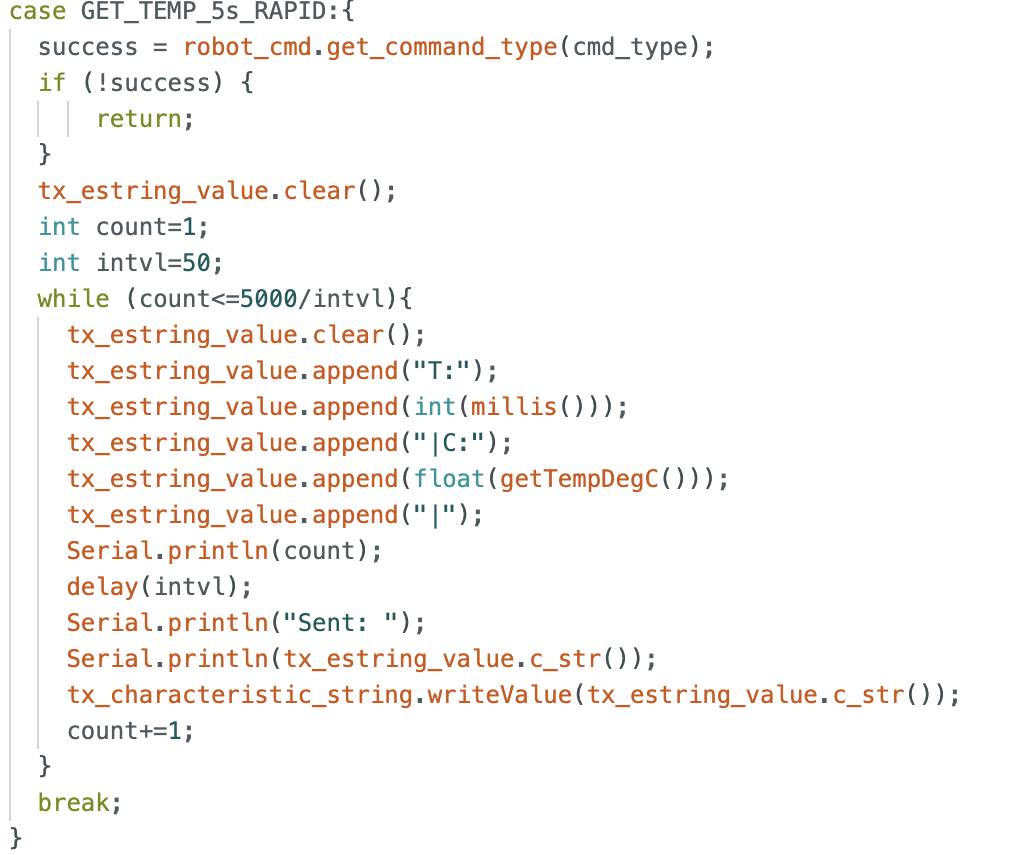 case GET_TEMP_5s_RAPID:{
success = robot_cmd.get_command_type(cmd_type);
if (!success) {
return;
}
tx_estring_value.clear();
int count=1;
int intvl=50;
while (count<=5000/intvl){
tx_estring_value.clear();
tx_estring_value.append("T:");
tx_estring_value.append(int(millis()));
tx_estring_value.append("|C:");
tx_estring_value.append(float(getTempDegC()));
tx_estring_value.append("|");
Serial.println(count);
delay(intvl);
Serial.println("Sent: ");
Serial.println(tx_estring_value.c_str());
tx_characteristic_string.writeValue(tx_estring_value.c_str());
count+=1;
}
break;
}